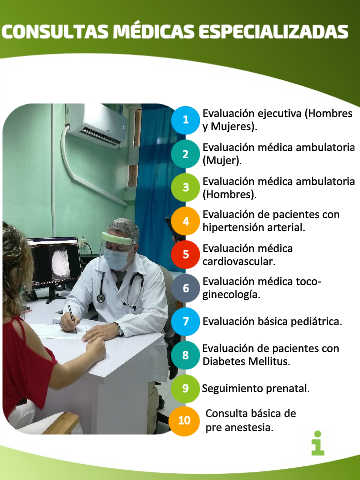 CONSULTAS MÉDICAS ESPECIALIZADAS
1 Evaluación ejecutiva (Hombres
y Mujeres).
2 Evaluación médica ambulatoria
(Mujer).
3 Evaluación médica ambulatoria
(Hombres).
4 Evaluación de pacientes con
hipertensión arterial.
5 Evaluación médica
cardiovascular.
6 Evaluación médica toco-
ginecología.
7 Evaluación básica pediátrica.
8 Evaluación de pacientes con
Diabetes Mellitus.
9 Seguimiento prenatal.
10 Consulta básica de
pre anestesia.
i